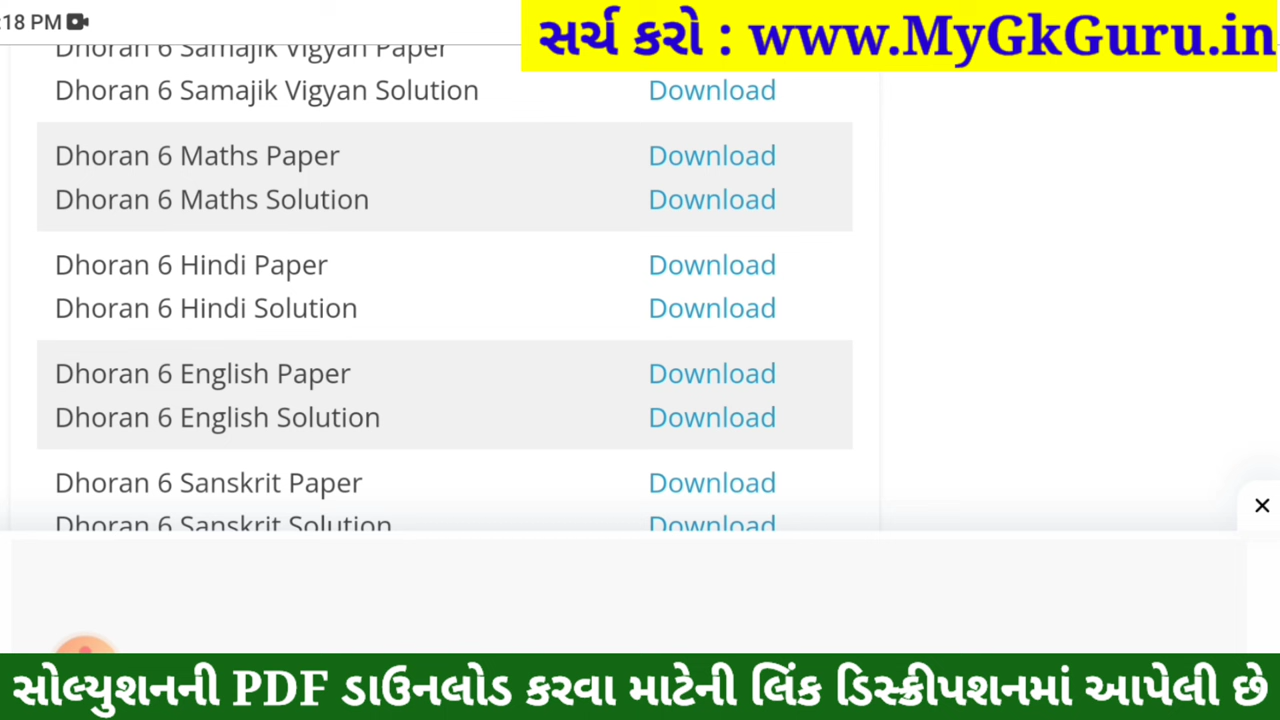 :18 PM
સર્ચ કરો : www.MyGkGuru.in
Dhoran 6 Samajik Vigyan Paper
Dhoran 6 Samajik Vigyan Solution Download
Dhoran 6 Maths Paper Download
Dhoran 6 Maths Solution Download
Dhoran 6 Hindi Paper Download
Dhoran 6 Hindi Solution Download
Dhoran 6 English Paper Download
Dhoran 6 English Solution Download
Dhoran 6 Sanskrit Paper Download
Dhoran 6 Sanskrit Solution Download
સોલ્યુશનની PDF ડાઉનલોડ કરવા માટેની લિંક ડિસ્ક્રીપશનમાં આપેલી છે